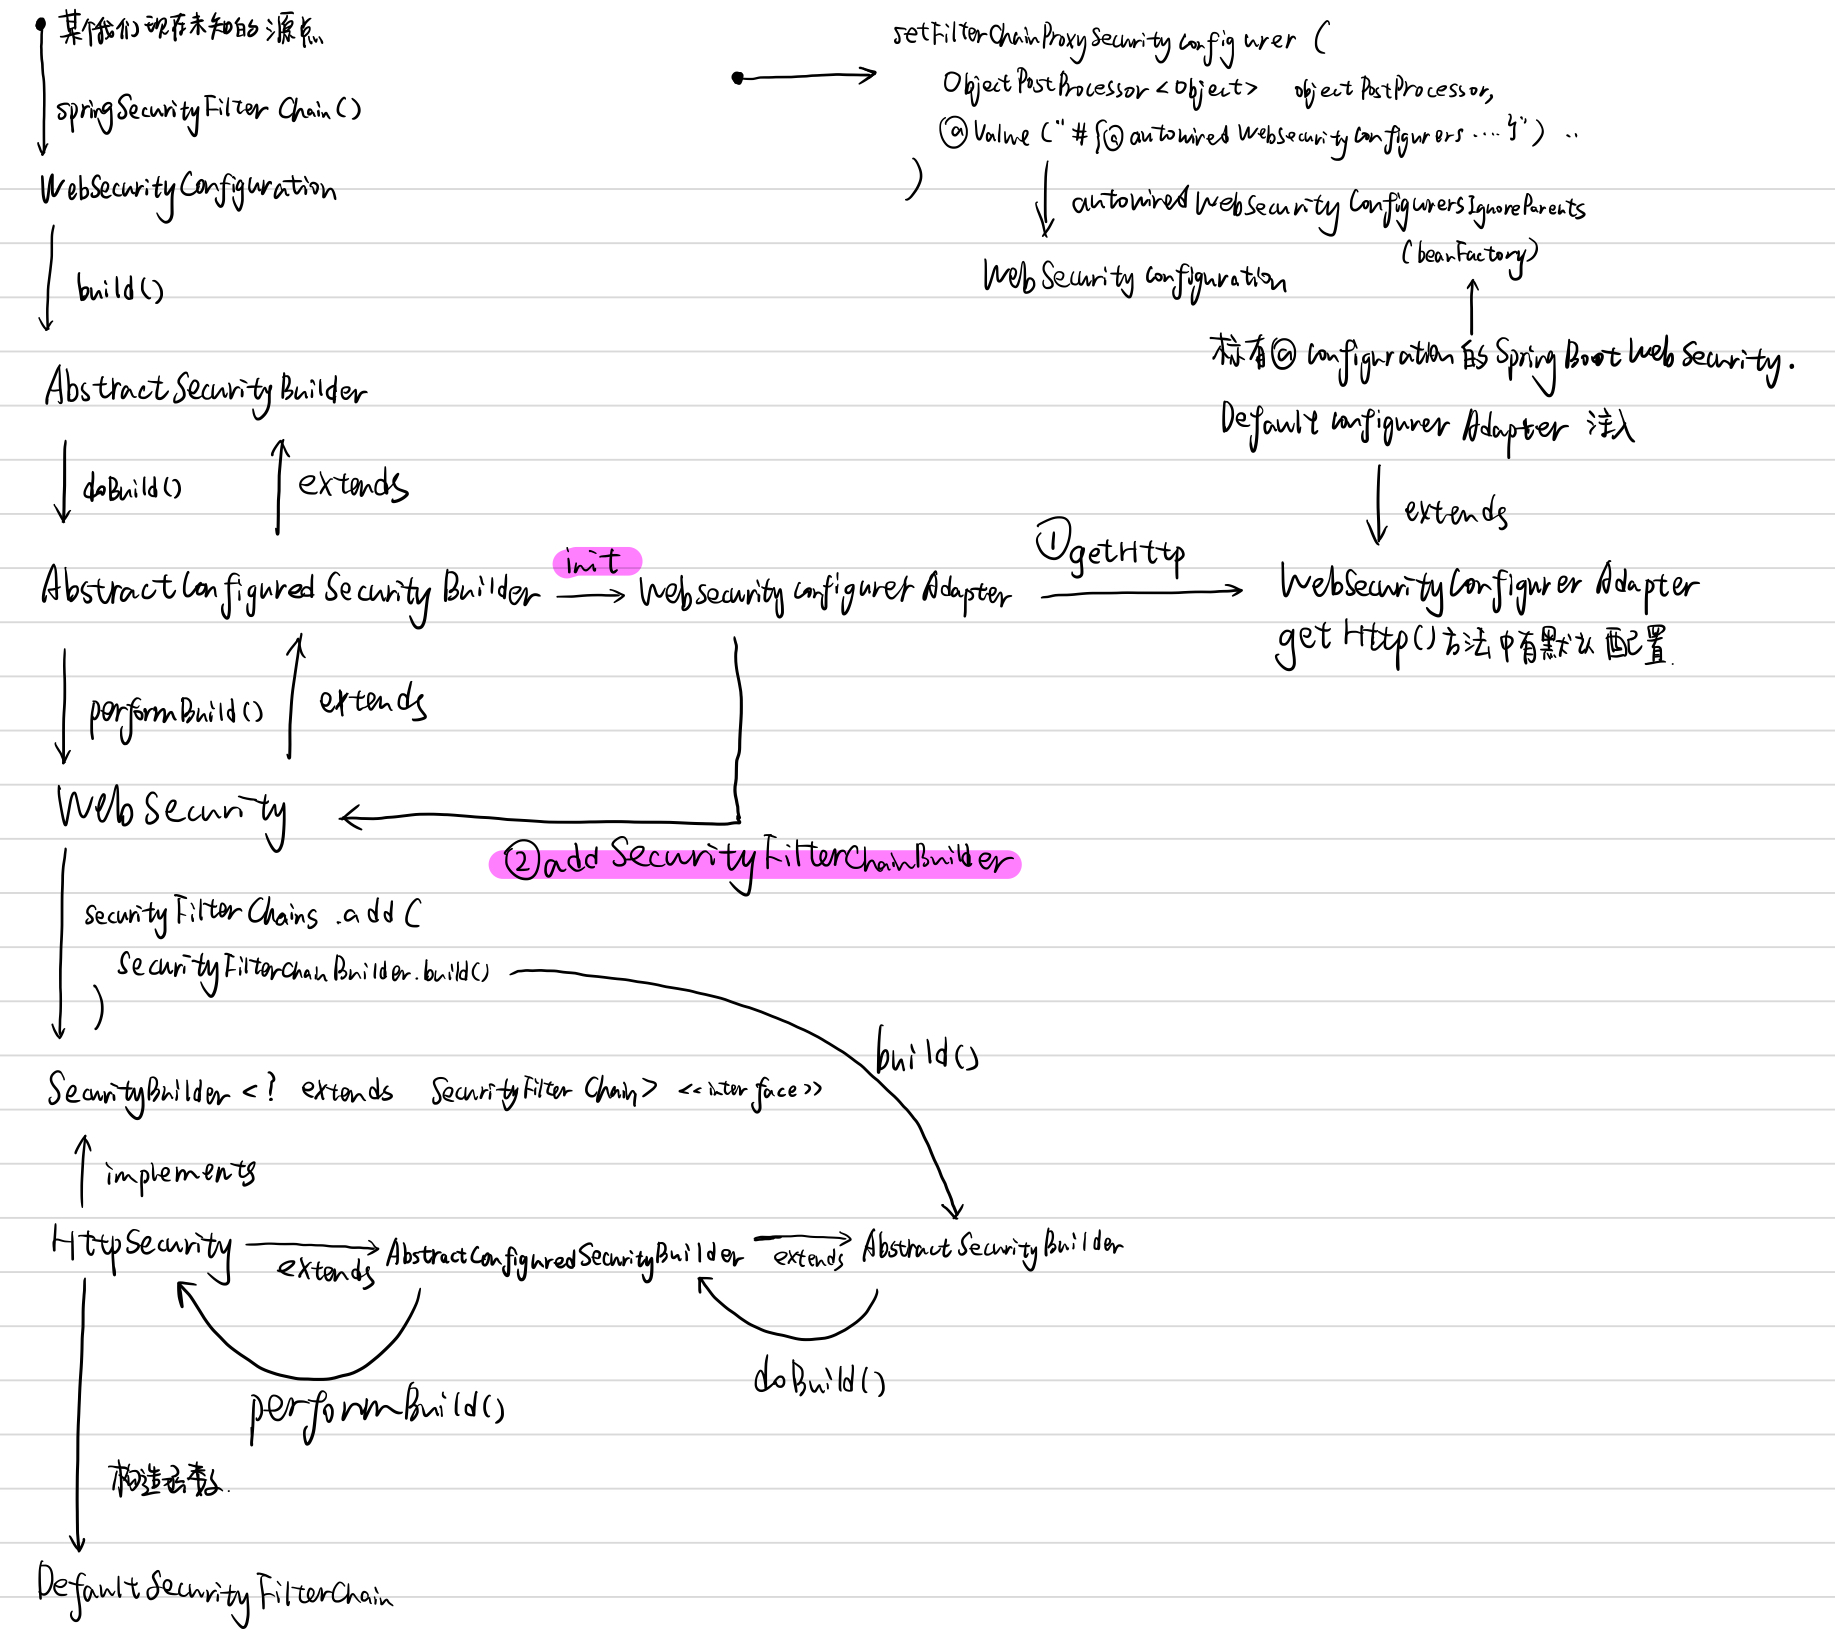 某个我们现在未知的源点
springSecurityFilterChain()
WebSecurityConfiguration
build()
AbstractSecurityBuilder
doBuild()
extends
AbstractConfiguredSecurityBuilder
init
WebsecurityConfigurerAdapter
①getHttp
WebSecurityConfigurerAdapter
getHttp()方法中有默认配置.
performBuild()
extends
WebSecurity
②addSecurityFilterChainBuilder
securityFilterChains.add(
securityFilterChainBuilder.build()
)
build()
SecurityBuilder<? extends SecurityFilterChain> <<interface>>
implements
HttpSecurity
extends
AbstractConfiguredSecurityBuilder
extends
AbstractSecurityBuilder
performBuild()
doBuild()
构造函数.
DefaultSecurityFilterChain
setFilterChainProxySecurityConfigurer (
ObjectPostProcessor<Object> objectPostProcessor,
@Value("#{@autowiredWebSecurityConfigurers....}") ..
)
autowiredWebSecurityConfigurersIgnoreParents
(beanFactory)
WebSecurityConfiguration
标有@Configuration的SpringBootWebSecurity.
DefaultConfigurerAdapter 注入
extends